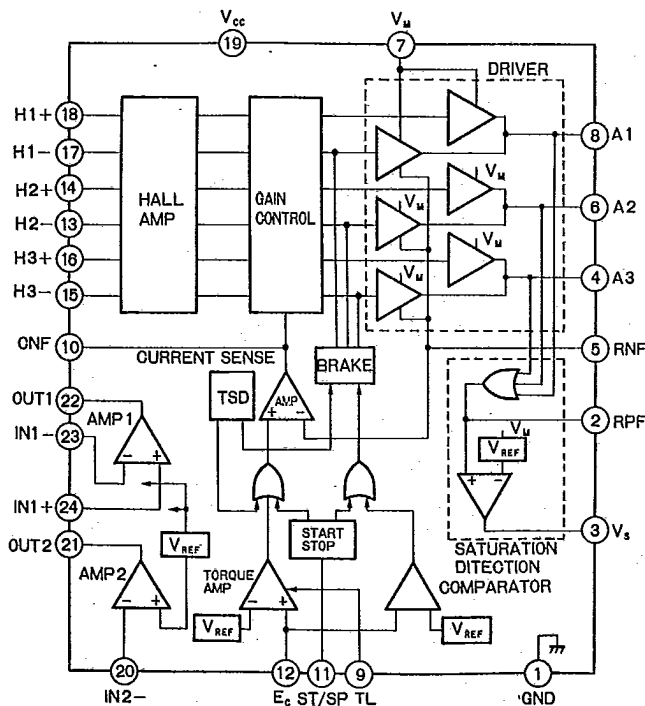 VCC
19
VM
7
DRIVER
H1+ 18
H1- 17
H2+ 14
H2- 13
H3+ 16
H3- 15
HALL
AMP
GAIN
CONTROL
VM
VM
VM
VM
8 A1
6 A2
4 A3
CNF
10
CURRENT SENSE
5 RNF
BRAKE
TSD
AMP
+ -
OUT1
22
AMP1
IN1-
23
- +
IN1+
24
2 RPF
VM
VREF
+ -
3 VS
SATURATION
DITECTION
COMPARATOR
OUT2
21
VREF
START
STOP
AMP2
- +
TORQUE
AMP
- +
VREF
VREF
20
IN2-
12
EC
11
ST/SP
9
TL
1
GND